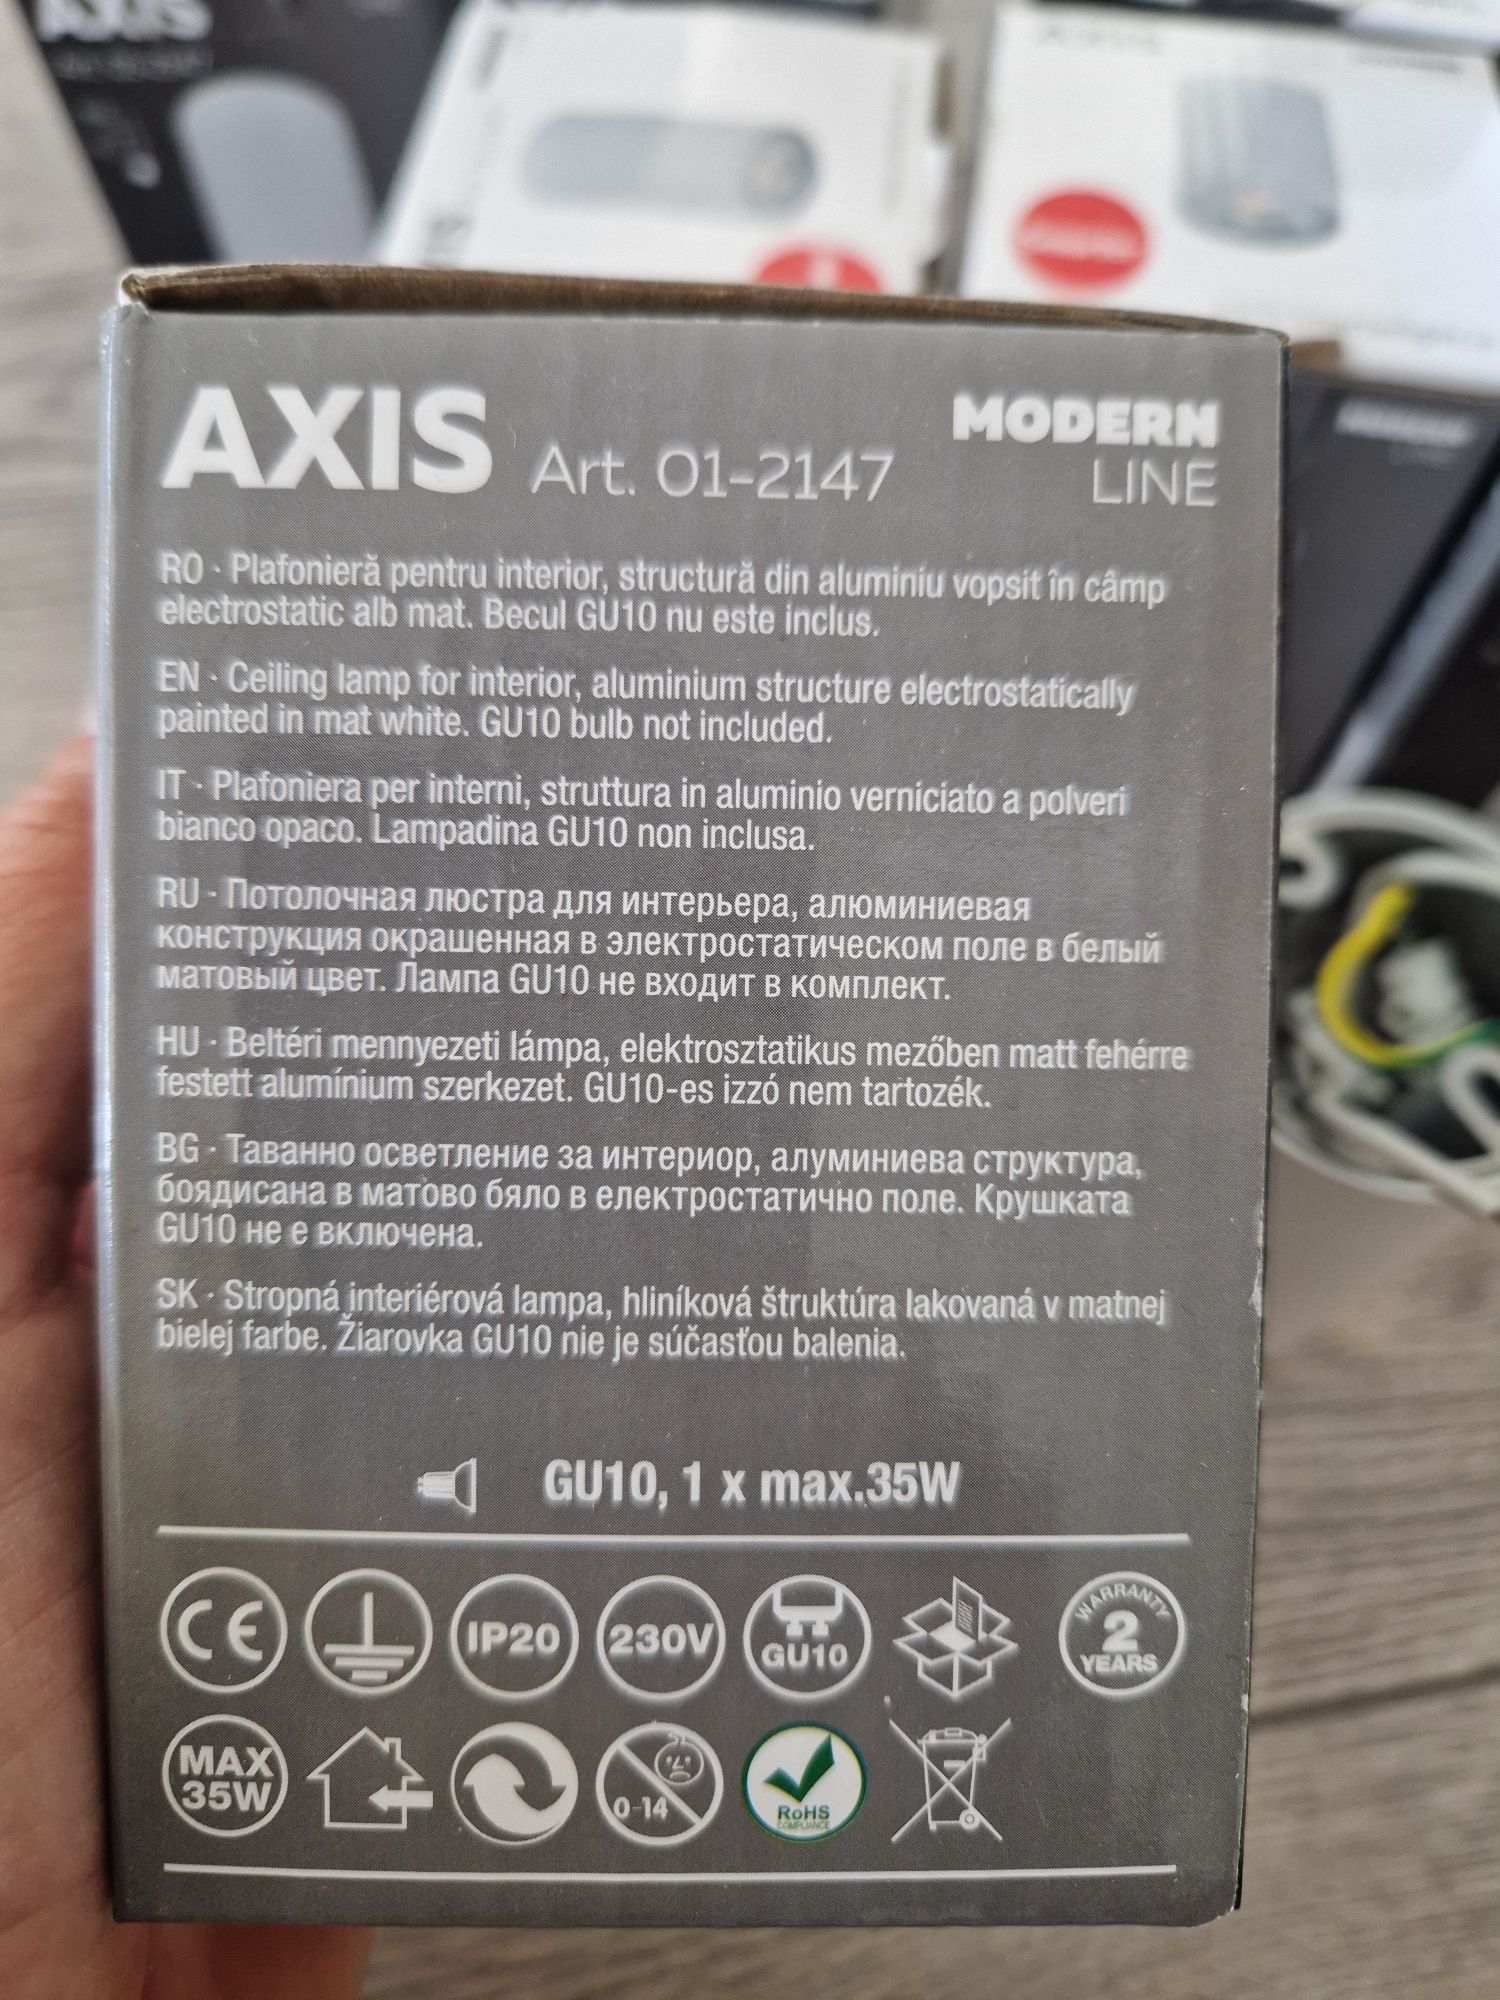 AXIS
AXIS Art. 01-2147
MODERN
LINE
RO · Plafonieră pentru interior, structură din aluminiu vopsit în câmp
electrostatic alb mat. Becul GU10 nu este inclus.
EN · Ceiling lamp for interior, aluminium structure electrostatically
painted in mat white. GU10 bulb not included.
IT · Plafoniera per interni, struttura in aluminio verniciato a polveri
bianco opaco. Lampadina GU10 non inclusa.
RU · Потолочная люстра для интерьера, алюминиевая
конструкция окрашенная в электростатическом поле в белый
матовый цвет. Лампа GU10 не входит в комплект.
HU · Beltéri mennyezeti lámpa, elektrosztatikus mezőben matt fehérre
festett alumínium szerkezet. GU10-es izzó nem tartozék.
BG · Таванно осветление за интериор, алуминиева структура,
боядисана в матово бяло в електростатично поле. Крушката
GU10 не е включена.
SK · Stropná interiérová lampa, hliníková štruktúra lakovaná v matnej
bielej farbe. Žiarovka GU10 nie je súčasťou balenia.
GU10, 1 x max.35W
CE
IP20
230V
GU10
WARRANTY
2
YEARS
MAX
35W
0-14
RoHS
COMPLIANCE